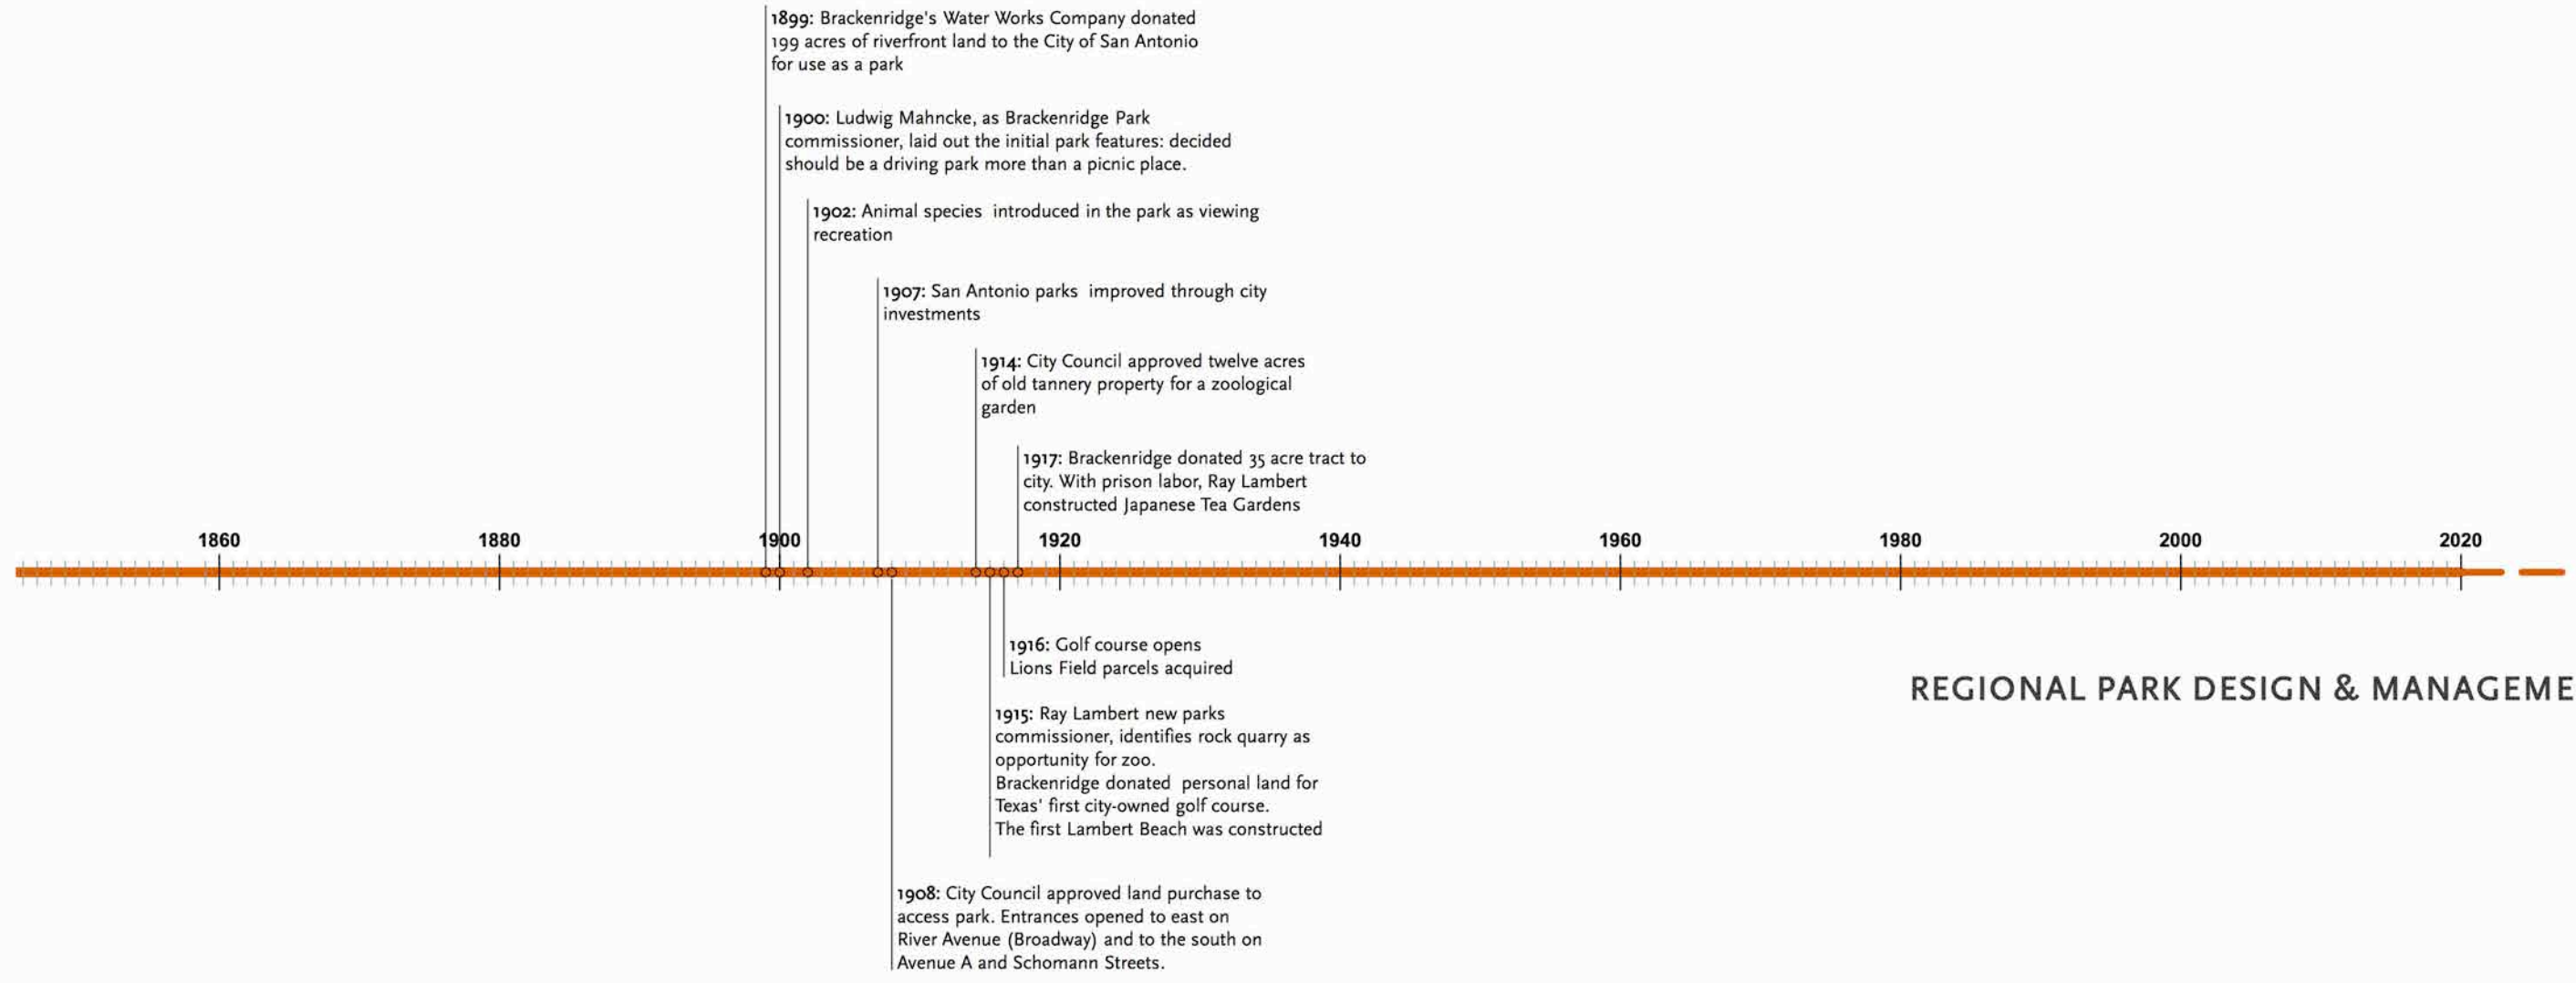 1899: Brackenridge's Water Works Company donated
199 acres of riverfront land to the City of San Antonio
for use as a park
1900: Ludwig Mahncke, as Brackenridge Park
commissioner, laid out the initial park features: decided
should be a driving park more than a picnic place.
1902: Animal species introduced in the park as viewing
recreation
1907: San Antonio parks improved through city
investments
1914: City Council approved twelve acres
of old tannery property for a zoological
garden
1917: Brackenridge donated 35 acre tract to
city. With prison labor, Ray Lambert
constructed Japanese Tea Gardens
1860 1880 1900 1920 1940 1960 1980 2000 2020
1916: Golf course opens
Lions Field parcels acquired
REGIONAL PARK DESIGN & MANAGEME
1915: Ray Lambert new parks
commissioner, identifies rock quarry as
opportunity for zoo.
Brackenridge donated personal land for
Texas' first city-owned golf course.
The first Lambert Beach was constructed
1908: City Council approved land purchase to
access park. Entrances opened to east on
River Avenue (Broadway) and to the south on
Avenue A and Schomann Streets.